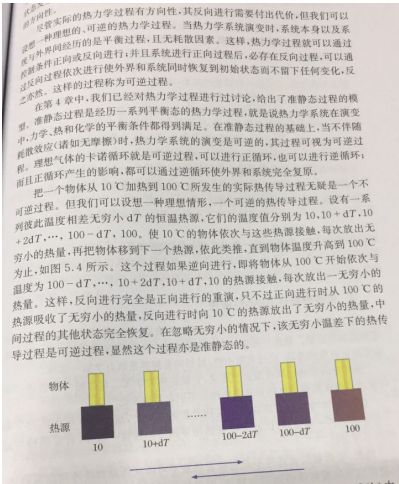 的方向性。
尽管实际的热力学过程有方向性,其反向进行需要付出代价,但我们可以
设想一种理想的、可逆的热力学过程。当热力学系统演变时,系统本身以及系
统与外界间经历的是平衡过程,且无耗散因素。这样,热力学过程就可以通过
控制条件正向或反向进行,并且系统进行正向过程后,必存在反向过程,可以通
过反向过程依次进行使外界和系统同时恢复到初始状态而不留下任何变化,反
之亦然。这样的过程称为可逆过程。
在第4章中,我们已经对热力学过程进行过讨论,给出了准静态过程的模
型。准静态过程是经历一系列平衡态的热力学过程,就是说热力学系统在演变
中,力学、热和化学的平衡条件都得到满足。在准静态过程的基础上,当不伴随
耗散效应(诸如无摩擦)时,热力学系统的演变是可逆的,其过程可视为可逆过
程。理想气体的卡诺循环就是可逆过程,可以进行正循环,也可以进行逆循环;
而且正循环产生的影响,都可以通过逆循环使外界和系统完全复原。
把一个物体从10℃加热到100℃所发生的实际热传导过程无疑是一个不
可逆过程。但我们可以设想一种理想情形,一个可逆的热传导过程。设有一系
列彼此温度相差无穷小dT的恒温热源,它们的温度值分别为10,10+dT,10
+2dT,…,100-dT,100。使10℃的物体依次与这些热源接触,每次放出无
穷小的热量,再把物体移到下一个热源,依此类推,直到物体温度升高到100℃
为止,如图5.4所示。这个过程如果逆向进行,即将物体从100℃开始依次与
温度为100-dT,…,10+2dT,10+dT,10的热源接触,每次放出一无穷小的
热量。这样,反向进行完全是正向进行的重演,只不过正向进行时从100℃的
热源吸收了无穷小的热量,反向进行时向10℃的热源放出了无穷小的热量,中
间过程的其他状态完全恢复。在忽略无穷小的情况下,该无穷小温差下的热传
导过程是可逆过程,显然这个过程亦是准静态的。
物体
热源
……
10 10+dT 100-2dT 100-dT 100